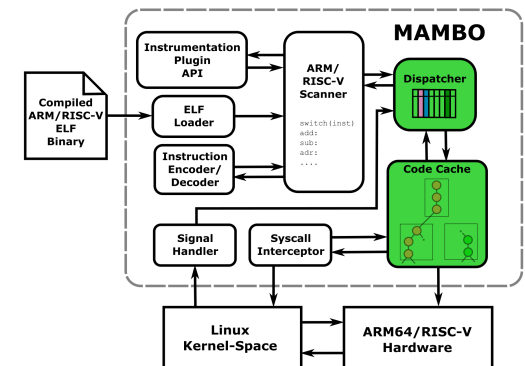 MAMBO
Instrumentation
Plugin
API
ARM/
RISC-V
Scanner
switch(inst)
add:
sub:
adr:
....
Dispatcher
Compiled
ARM/RISC-V
ELF
Binary
ELF
Loader
Instruction
Encoder/
Decoder
Code Cache
Signal
Handler
Syscall
Interceptor
Linux
Kernel-Space
ARM64/RISC-V
Hardware